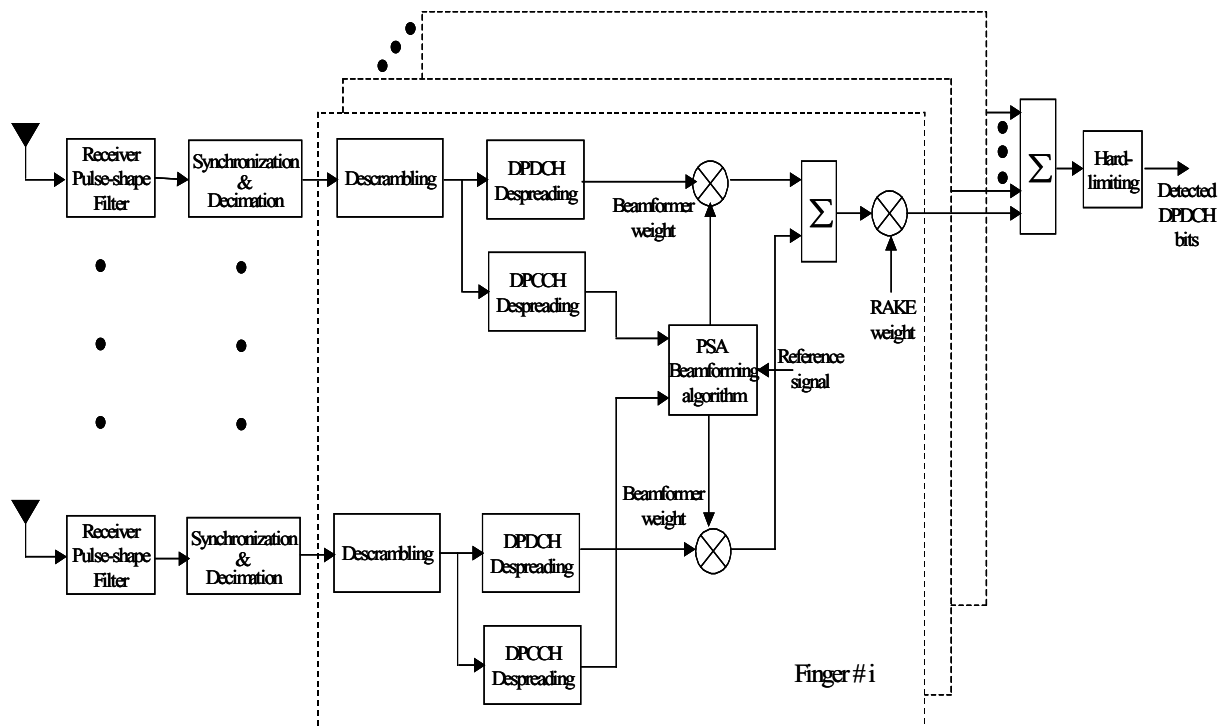 Receiver
Pulse-shape
Filter
Synchronization
&
Decimation
Descrambling
DPDCH
Despreading
Beamformer
weight
Σ
Hard-
limiting
Detected
DPDCH
bits
Σ
DPCCH
Despreading
RAKE
weight
PSA
Beamforming
algorithm
Reference
signal
Receiver
Pulse-shape
Filter
Synchronization
&
Decimation
Descrambling
DPDCH
Despreading
Beamformer
weight
DPCCH
Despreading
Finger # i